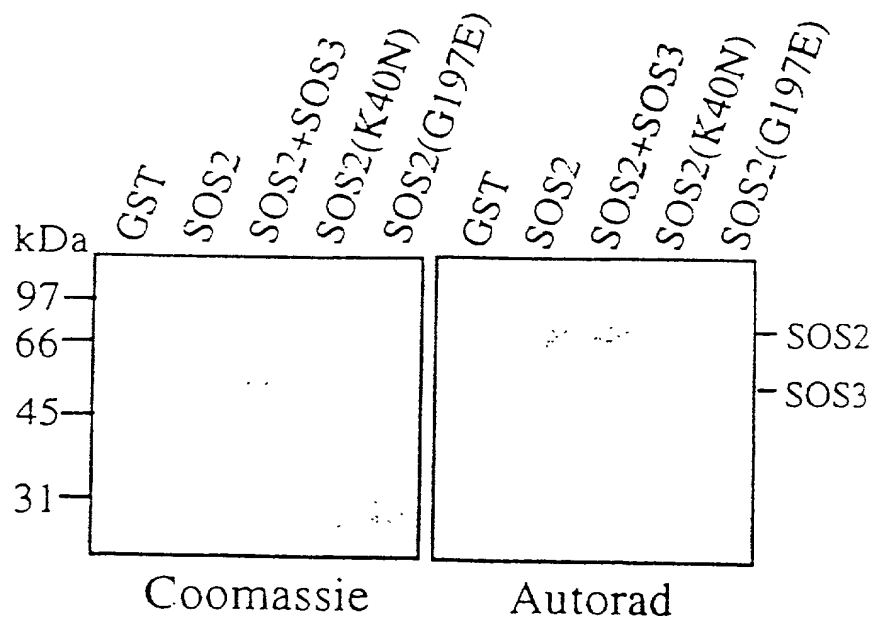 GST
SOS2
SOS2+SOS3
SOS2(K40N)
SOS2(G197E)
GST
SOS2
SOS2+SOS3
SOS2(K40N)
SOS2(G197E)
kDa
97
66
45
31
SOS2
SOS3
Coomassie
Autorad